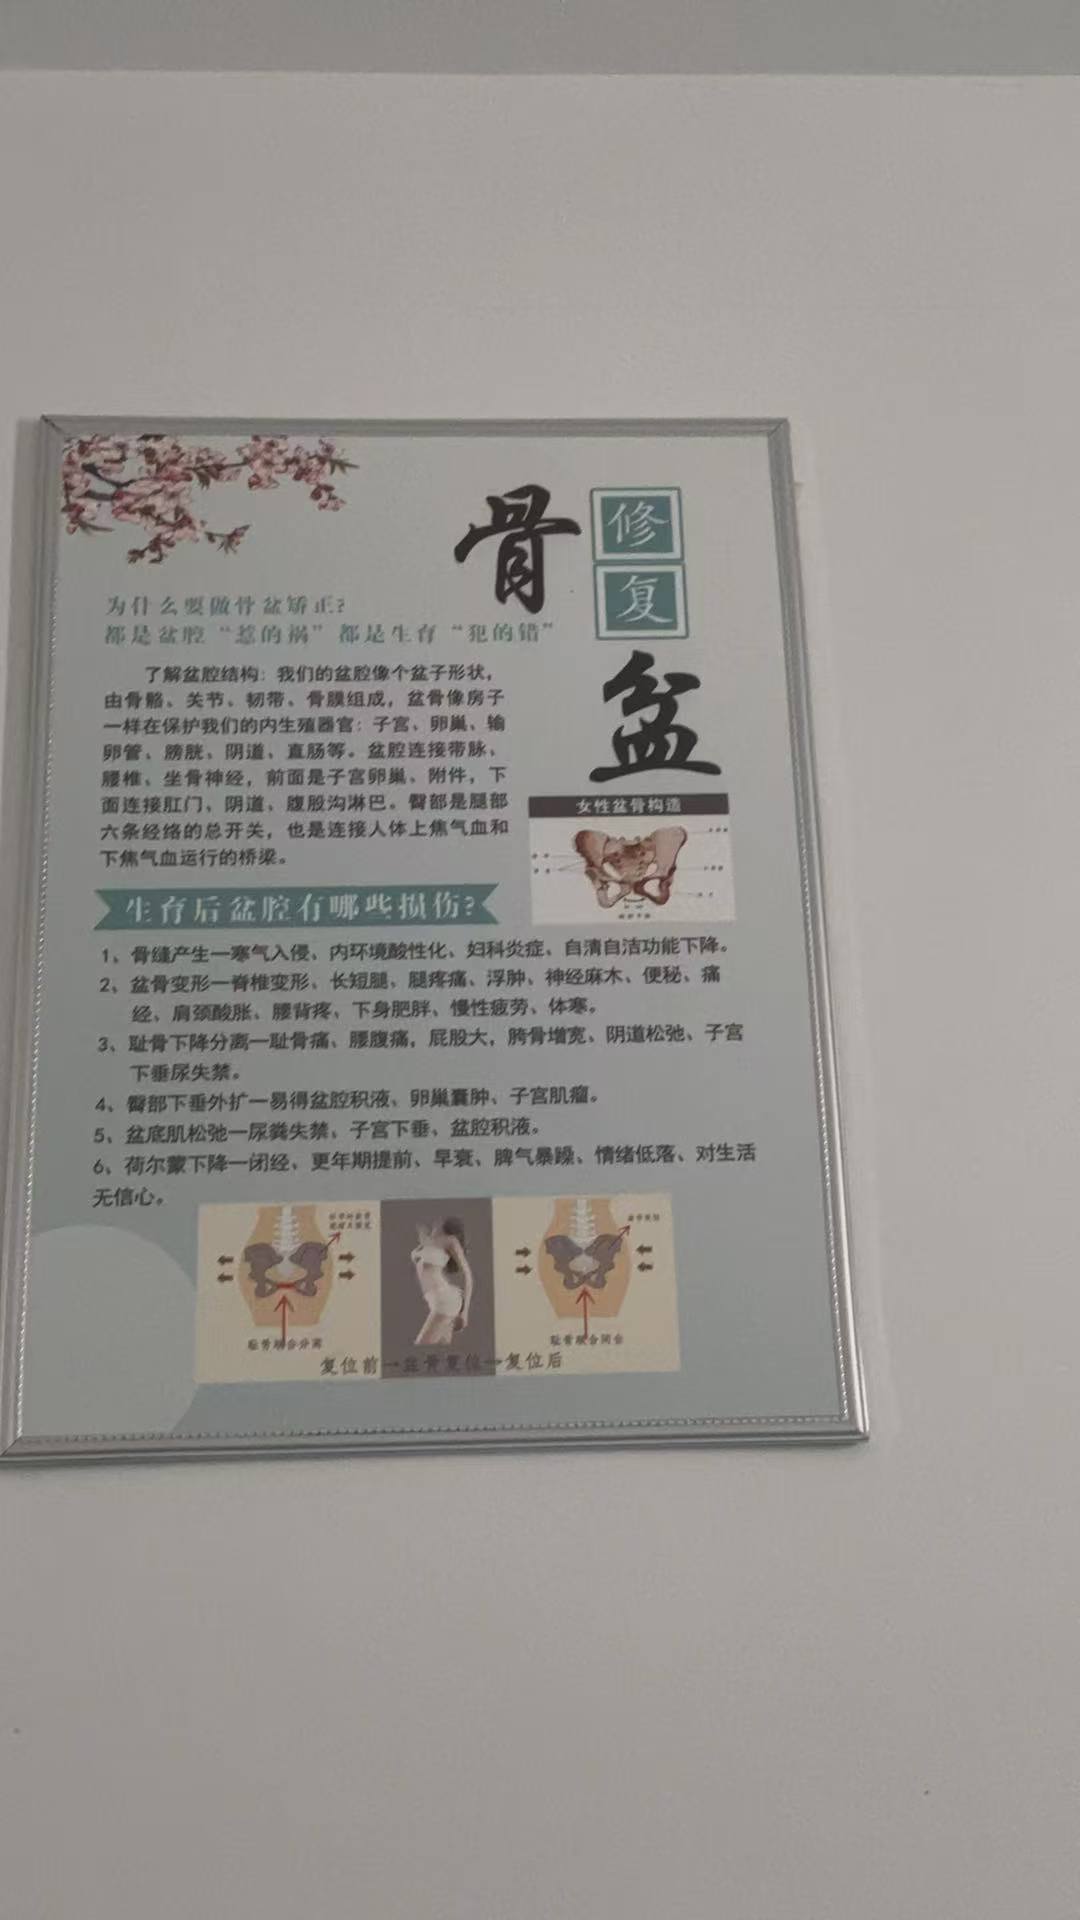 骨盆
修复
为什么要做骨盆矫正?
都是盆腔“惹的祸”都是生育“犯的错”
了解盆腔结构：我们的盆腔像个盆子形状，
由骨骼、关节、韧带、骨膜组成，盆骨像房子
一样在保护我们的内生殖器官：子宫、卵巢、输
卵管、膀胱、阴道、直肠等。盆腔连接带脉、
腰椎、坐骨神经，前面是子宫卵巢、附件，下
面连接肛门、阴道、腹股沟淋巴。臀部是腿部
六条经络的总开关，也是连接人体上焦气血和
下焦气血运行的桥梁。
女性盆骨构造
生育后盆腔有哪些损伤?
1、骨缝产生一寒气入侵、内环境酸性化、妇科炎症、自清自洁功能下降。
2、盆骨变形一脊椎变形、长短腿、腿疼痛、浮肿、神经麻木、便秘、痛
经、肩颈酸胀、腰背疼、下身肥胖、慢性疲劳、体寒。
3、耻骨下降分离一耻骨痛、腰腹痛，屁股大，胯骨增宽、阴道松弛、子宫
下垂尿失禁。
4、臀部下垂外扩一易得盆腔积液、卵巢囊肿、子宫肌瘤。
5、盆底肌松弛一尿粪失禁、子宫下垂、盆腔积液。
6、荷尔蒙下降一闭经、更年期提前、早衰、脾气暴躁、情绪低落、对生活
无信心。
耻骨联合分离
耻骨联合闭合
复位前一盆骨复位一复位后